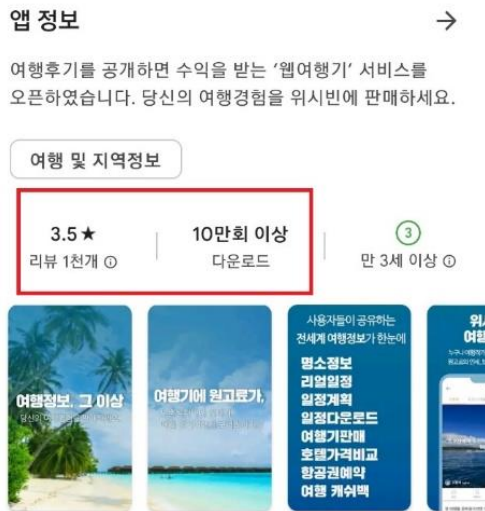 앱 정보 →
여행후기를 공개하면 수익을 받는 ‘웹여행기’ 서비스를
오픈하였습니다. 당신의 여행경험을 위시빈에 판매하세요.
여행 및 지역정보
3.5★
리뷰 1천개 ⓘ
10만회 이상
다운로드
③
만 3세 이상 ⓘ
여행정보, 그 이상
여행기에 원고료가,
사용자들이 공유하는
전세계 여행정보가 한눈에
명소정보
리얼일정
일정계획
일정다운로드
여행기판매
호텔가격비교
항공권예약
여행 캐쉬백